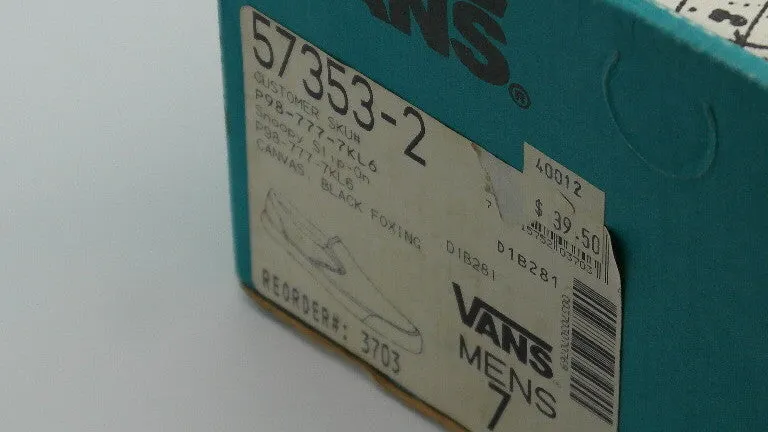 VANS®
57353-2
CUSTOMER SKU#
P98-777-7KL6
Snoopy Slip-On
P98-777-7KL6
CANVAS, BLACK FOXING D1B281 D1B281
40012
$ 39.50
REORDER#: 3703
VANS
MENS
7